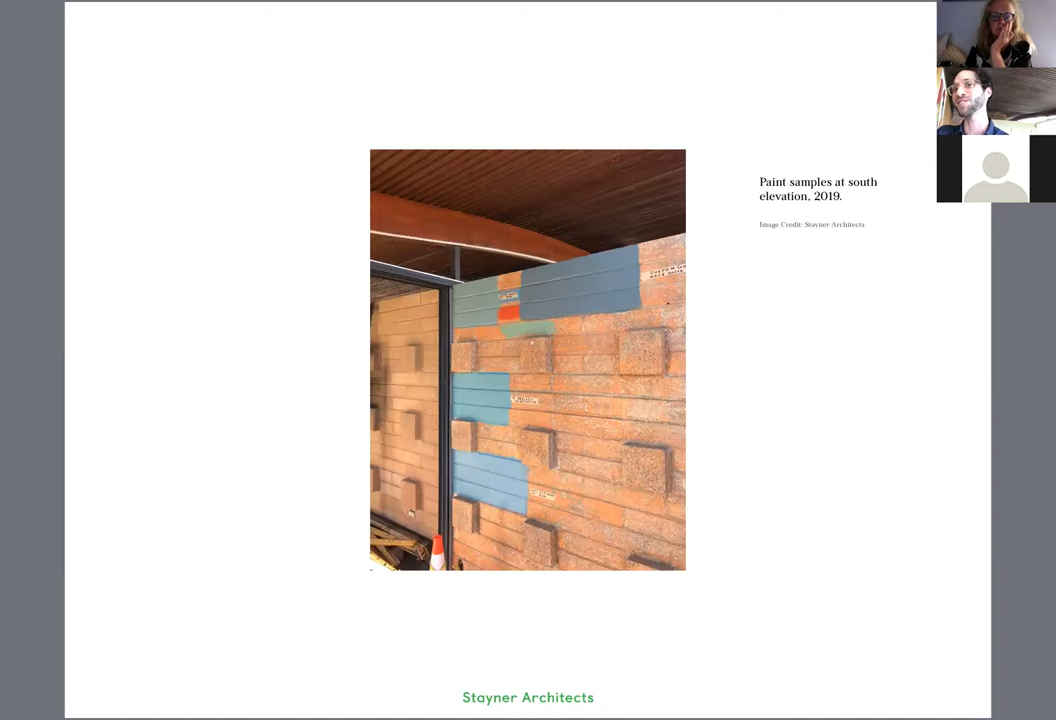 Paint samples at south
elevation, 2019.
Image Credit: Stayner Architects
Stayner Architects